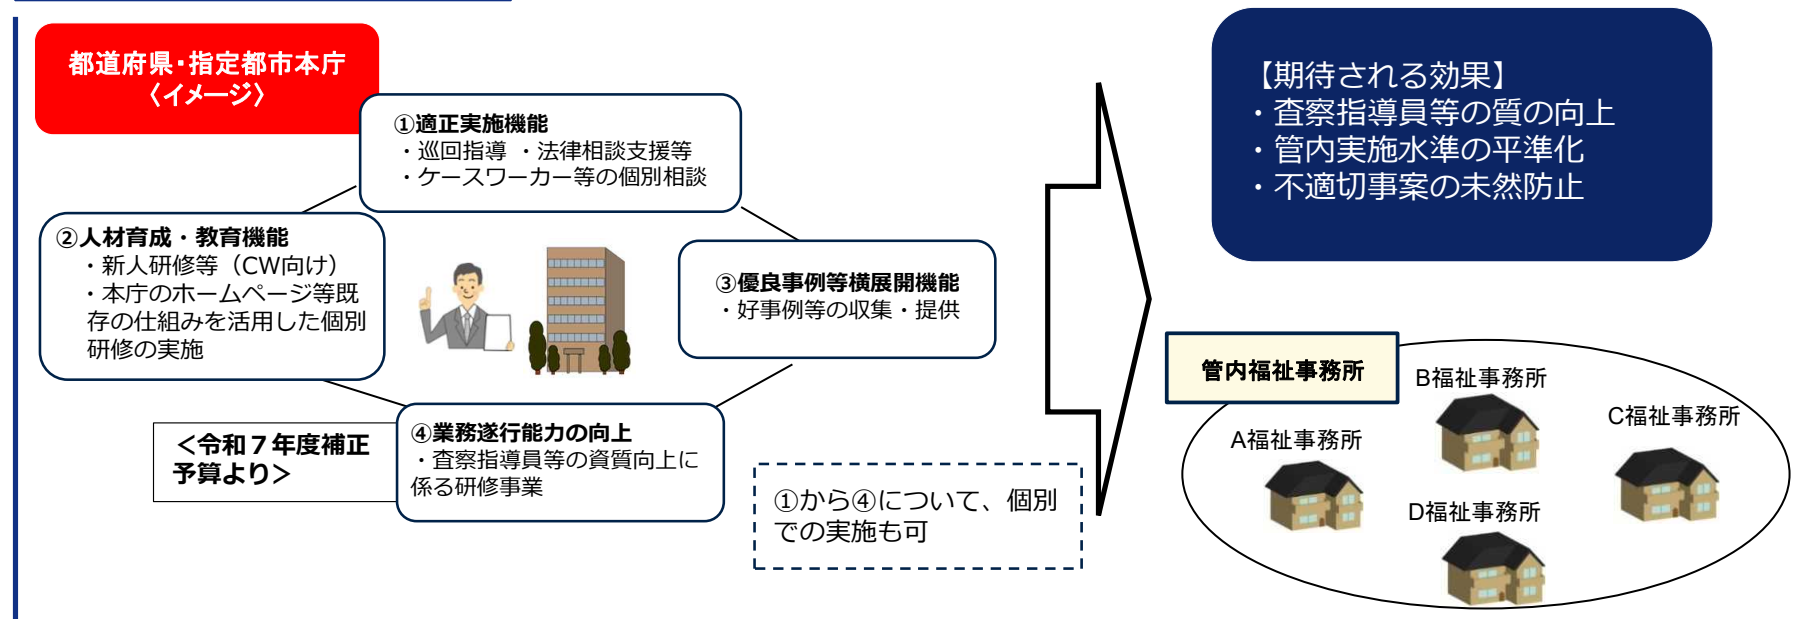 都道府県・指定都市本庁
〈イメージ〉
①適正実施機能
・巡回指導 ・法律相談支援等
・ケースワーカー等の個別相談
②人材育成・教育機能
・新人研修等（CW向け）
・本庁のホームページ等既
存の仕組みを活用した個別
研修の実施
③優良事例等横展開機能
・好事例等の収集・提供
＜令和７年度補正
予算より＞
④業務遂行能力の向上
・査察指導員等の資質向上に
係る研修事業
①から④について、個別
での実施も可
【期待される効果】
・査察指導員等の質の向上
・管内実施水準の平準化
・不適切事案の未然防止
管内福祉事務所
A福祉事務所
B福祉事務所
C福祉事務所
D福祉事務所